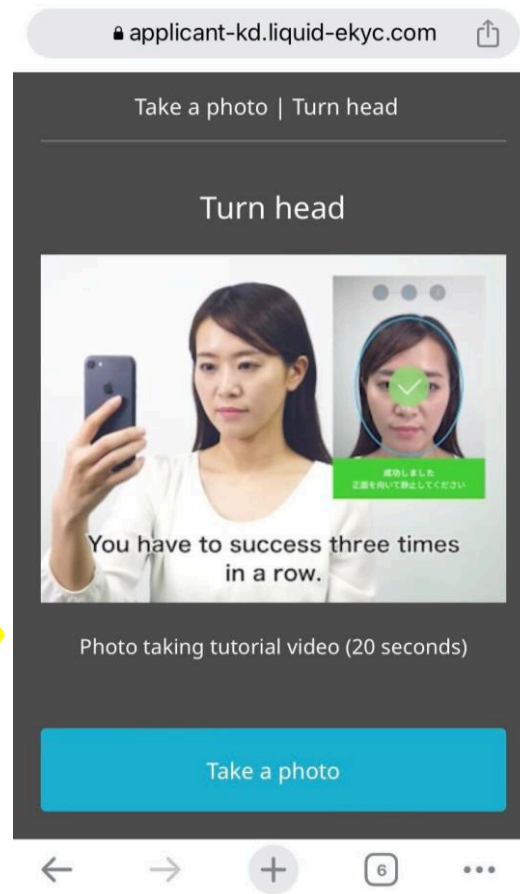 applicant-kd.liquid-ekyc.com
Take a photo | Turn head
Turn head
成功しました
正面を向いて静止してください
You have to success three times
in a row.
Photo taking tutorial video (20 seconds)
Take a photo
6